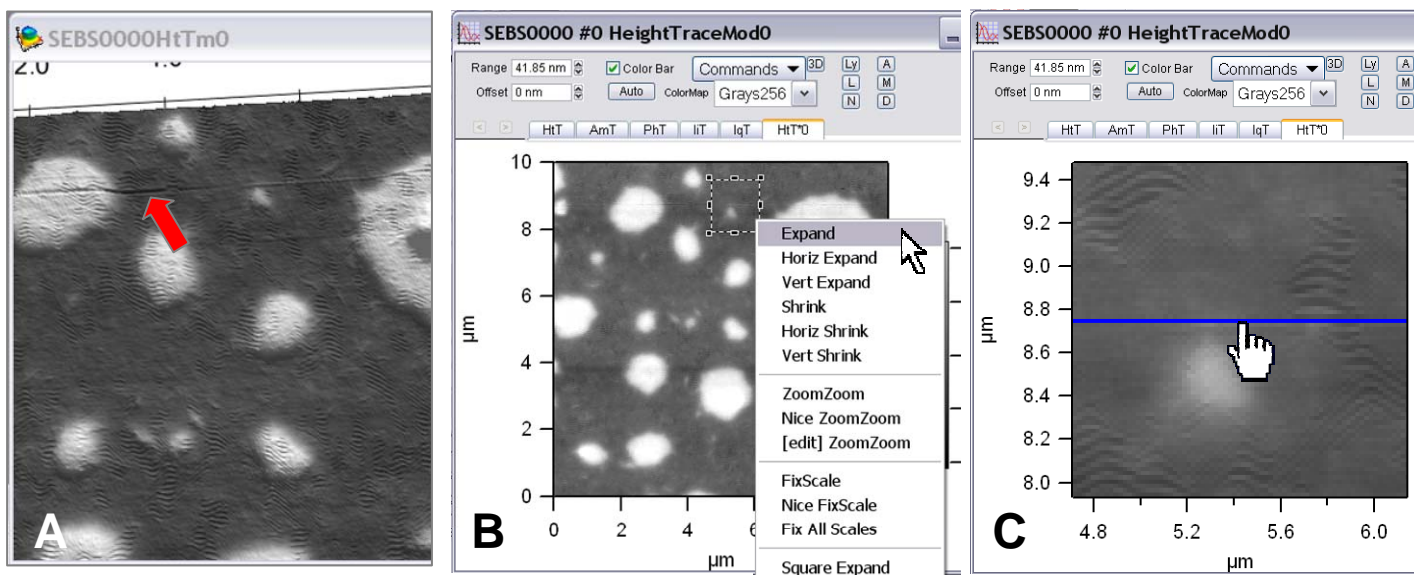 SEBS0000HtTm0
2.0
A
SEBS0000 #0 HeightTraceMod0
Range 41.85 nm Color Bar Commands 3D Ly A
L M
Offset 0 nm Auto ColorMap Grays256 N D
HtT AmT PhT IiT IqT HtT*0
10
8
6
4
2
0
µm
0 2 4 6
µm
Expand
Horiz Expand
Vert Expand
Shrink
Horiz Shrink
Vert Shrink
ZoomZoom
Nice ZoomZoom
[edit] ZoomZoom
FixScale
Nice FixScale
Fix All Scales
Square Expand
B
SEBS0000 #0 HeightTraceMod0
Range 41.85 nm Color Bar Commands 3D Ly A
L M
Offset 0 nm Auto ColorMap Grays256 N D
HtT AmT PhT IiT IqT HtT*0
9.4
9.2
9.0
8.8
8.6
8.4
8.2
8.0
µm
4.8 5.2 5.6 6.0
µm
C